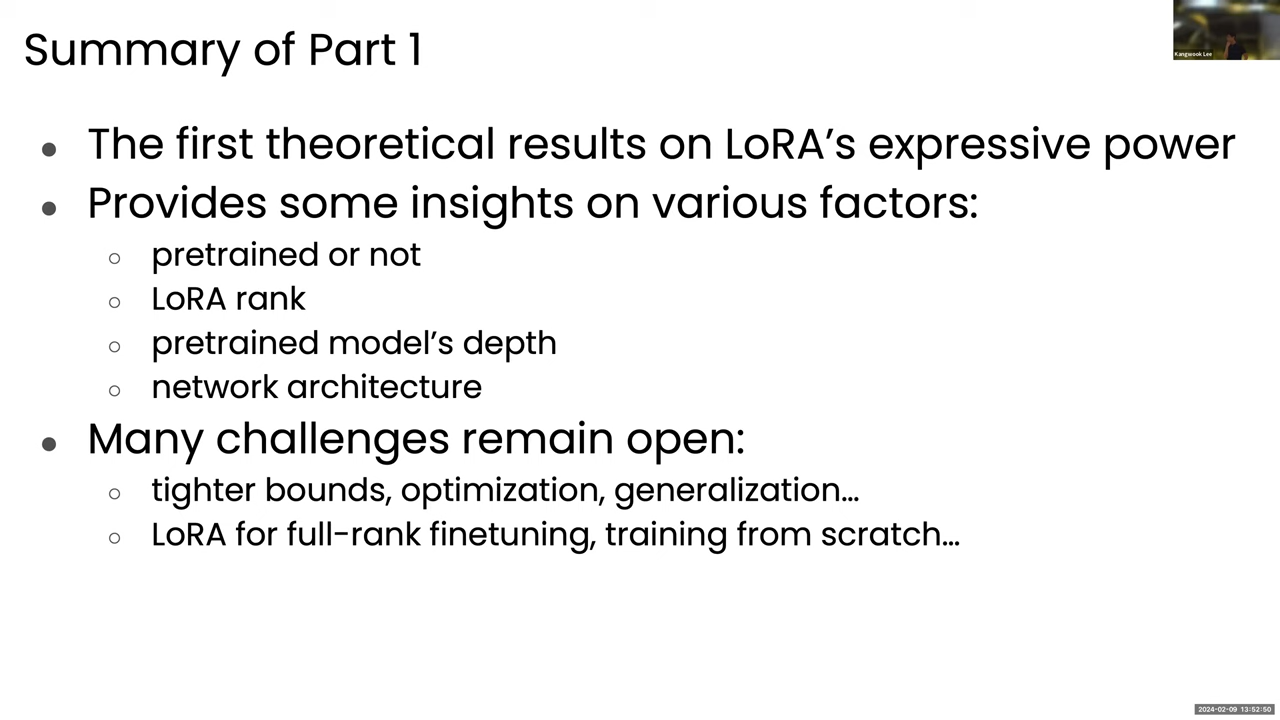 Summary of Part 1
Kangwook Lee
● The first theoretical results on LoRA’s expressive power
● Provides some insights on various factors:
○ pretrained or not
○ LoRA rank
○ pretrained model’s depth
○ network architecture
● Many challenges remain open:
○ tighter bounds, optimization, generalization…
○ LoRA for full-rank finetuning, training from scratch…
2024-02-09 13:52:50